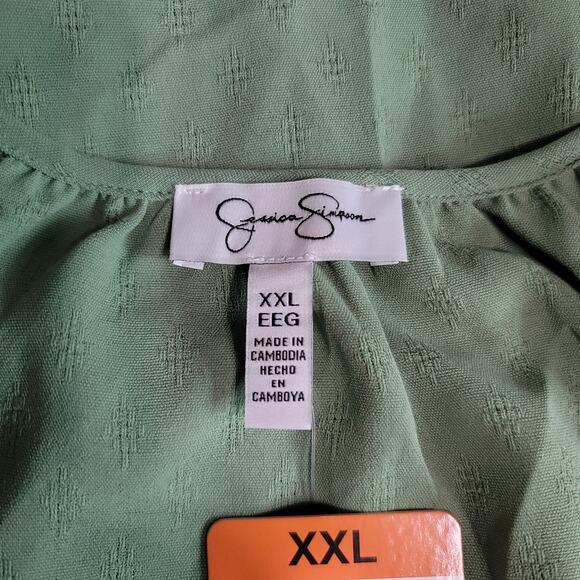 Jessica Simpson
XXL
EEG
MADE IN
CAMBODIA
HECHO
EN
CAMBOYA
XXL